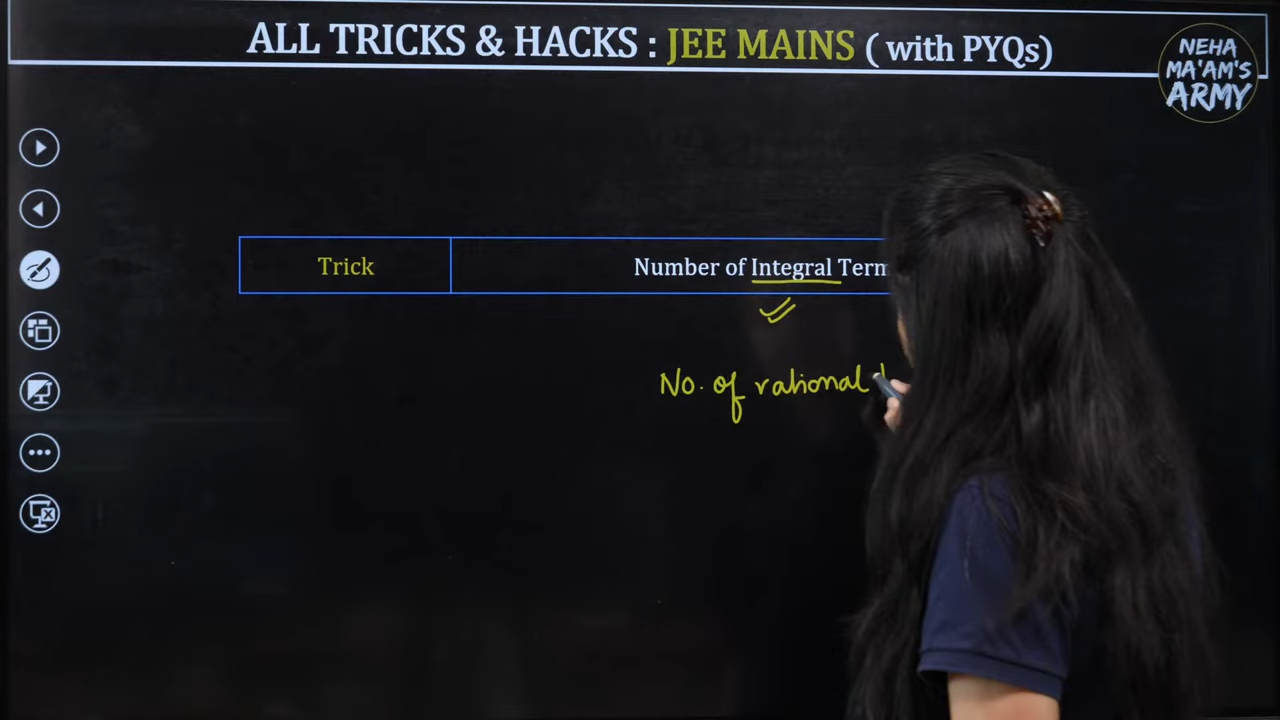 ALL TRICKS & HACKS : JEE MAINS ( with PYQs)
NEHA
MA'AM'S
ARMY
Trick
Number of Integral Term
No. of rational